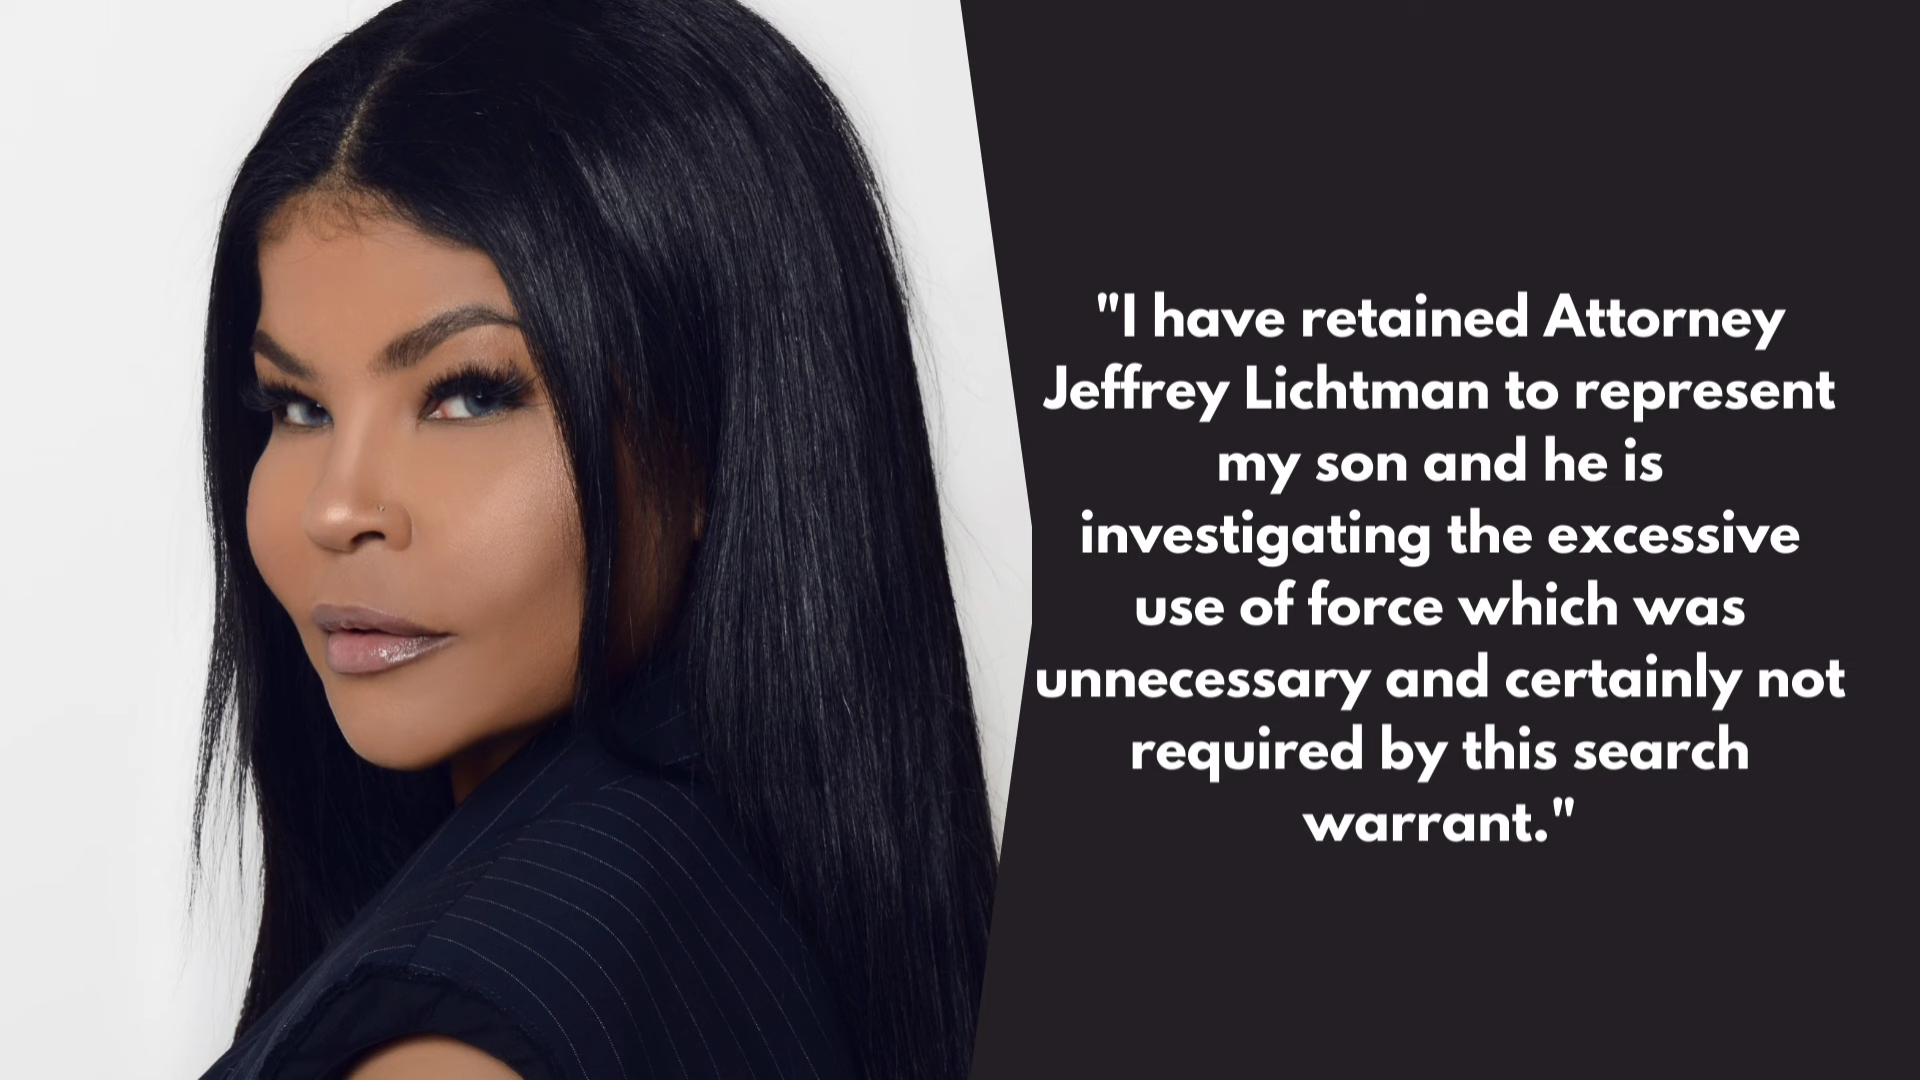 "I have retained Attorney
Jeffrey Lichtman to represent
my son and he is
investigating the excessive
use of force which was
unnecessary and certainly not
required by this search
warrant."